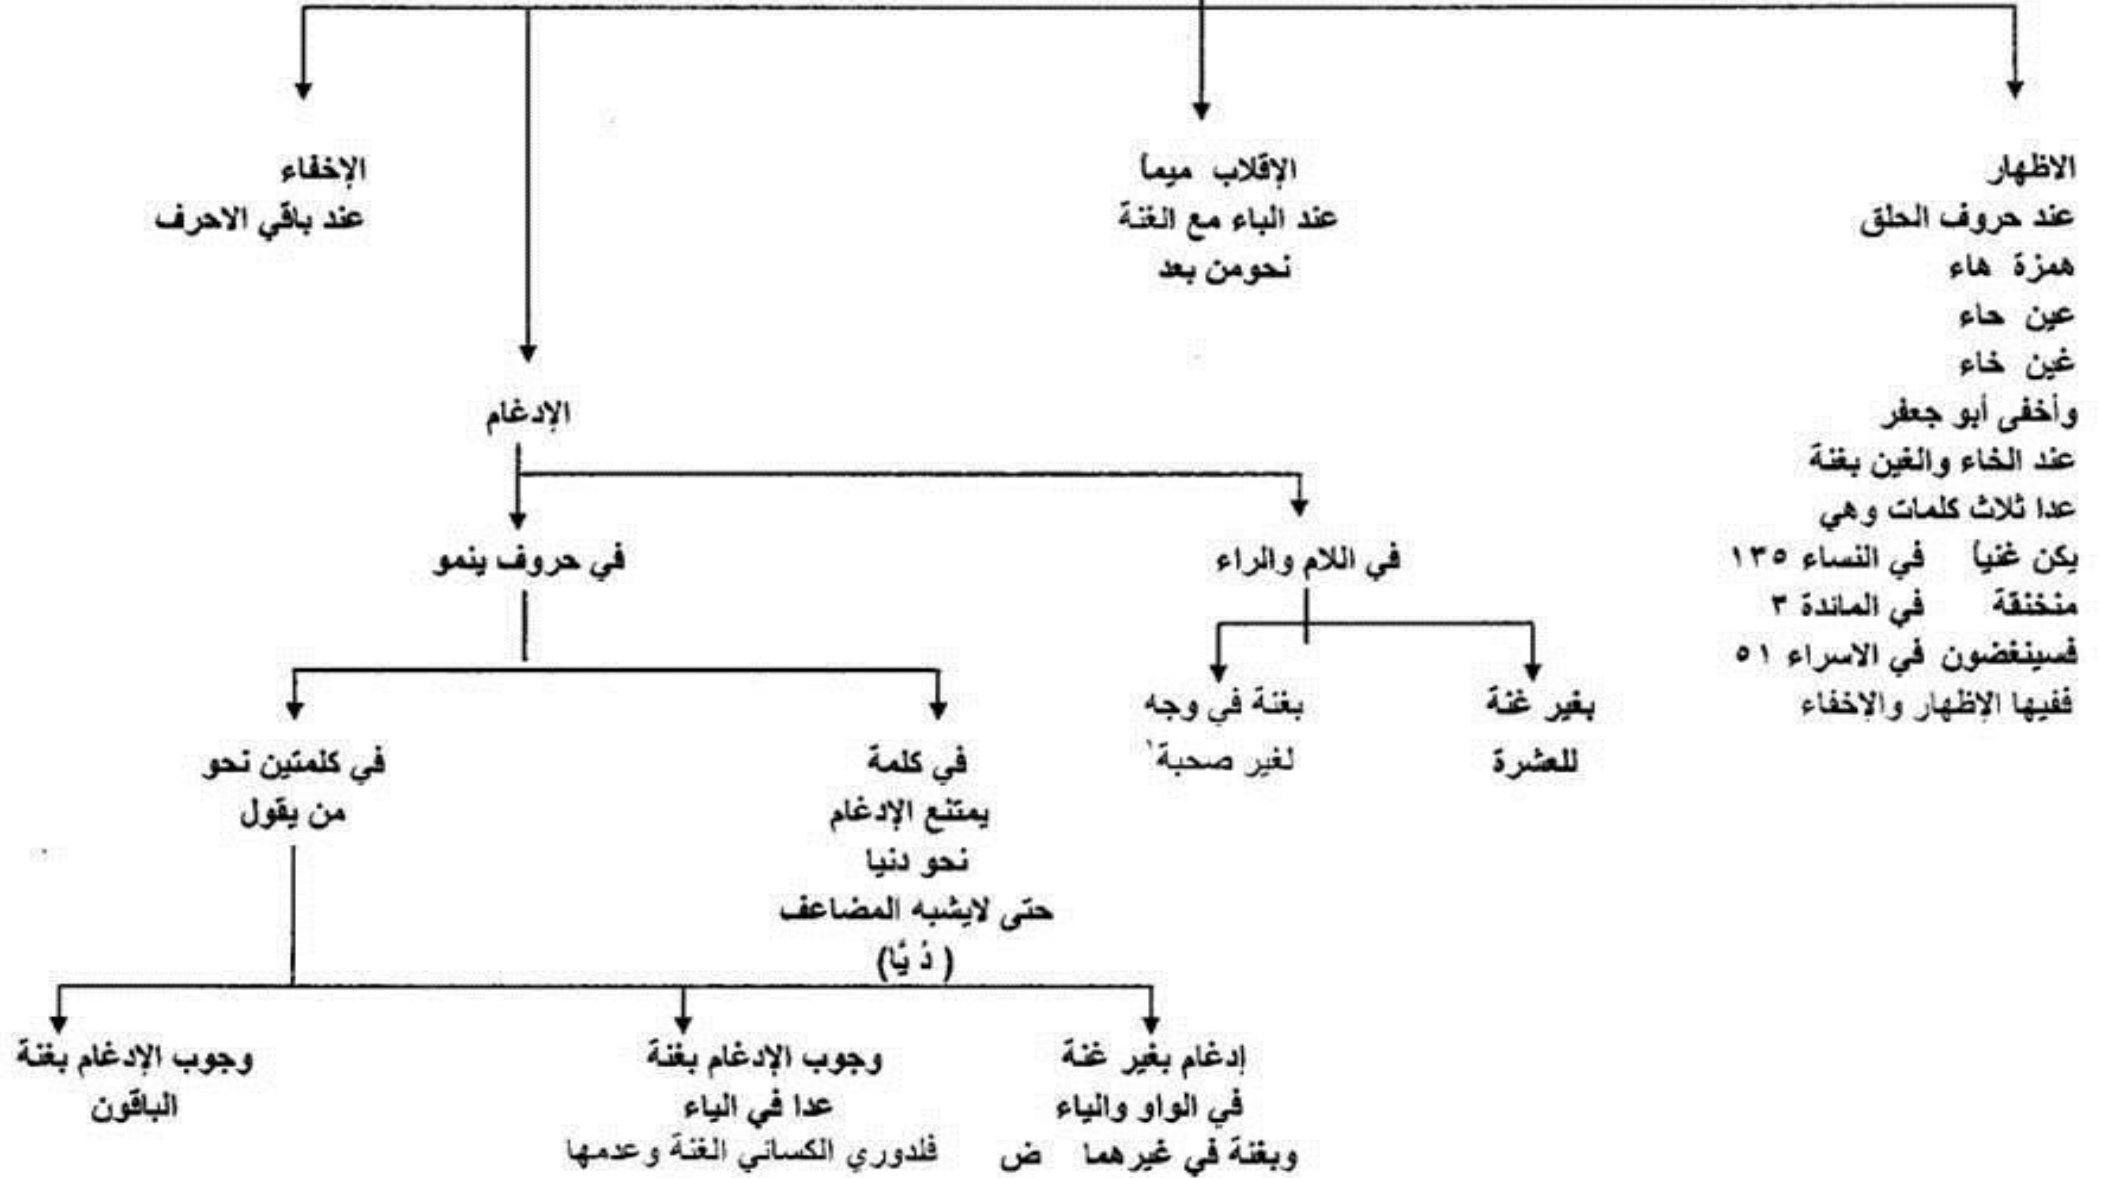 الاظهار
عند حروف الحلق
همزة هاء
عين حاء
غين خاء
وأخفى أبو جعفر
عند الخاء والغين بغنة
عدا ثلاث كلمات وهي
يكن غنياً في النساء ١٣٥
منخنقة في المائدة ٣
فسينغضون في الاسراء ٥١
ففيها الإظهار والإخفاء
الإقلاب ميماً
عند الباء مع الغنة
نحومن بعد
الإخفاء
عند باقي الاحرف
الإدغام
في اللام والراء
بغير غنة
للعشرة
بغنة في وجه
لغير صحبة١
في حروف ينمو
في كلمة
يمتنع الإدغام
نحو دنيا
حتى لايشبه المضاعف
(دُ يَّا)
في كلمتين نحو
من يقول
إدغام بغير غنة
في الواو والياء
وبغنة في غيرهما ض
وجوب الإدغام بغنة
عدا في الياء
فلدوري الكسائي الغنة وعدمها
وجوب الإدغام بغنة
الباقون